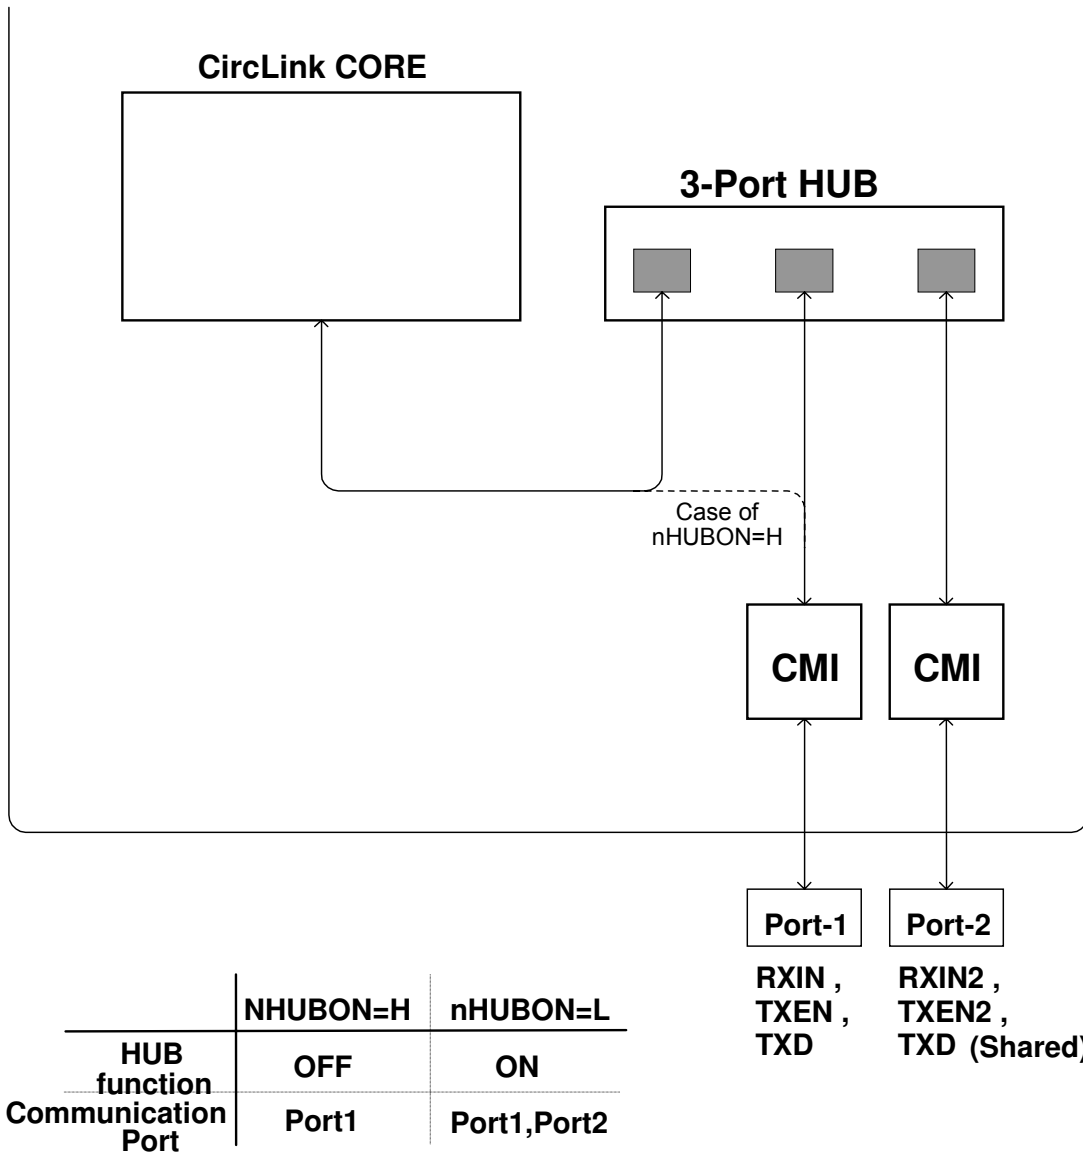 CircLink CORE
3-Port HUB
Case of
nHUBON=H
CMI
CMI
Port-1
Port-2
RXIN ,
TXEN ,
TXD
RXIN2 ,
TXEN2 ,
TXD (Shared)
NHUBON=H nHUBON=L
HUB
function
OFF ON
Communication
Port
Port1 Port1,Port2